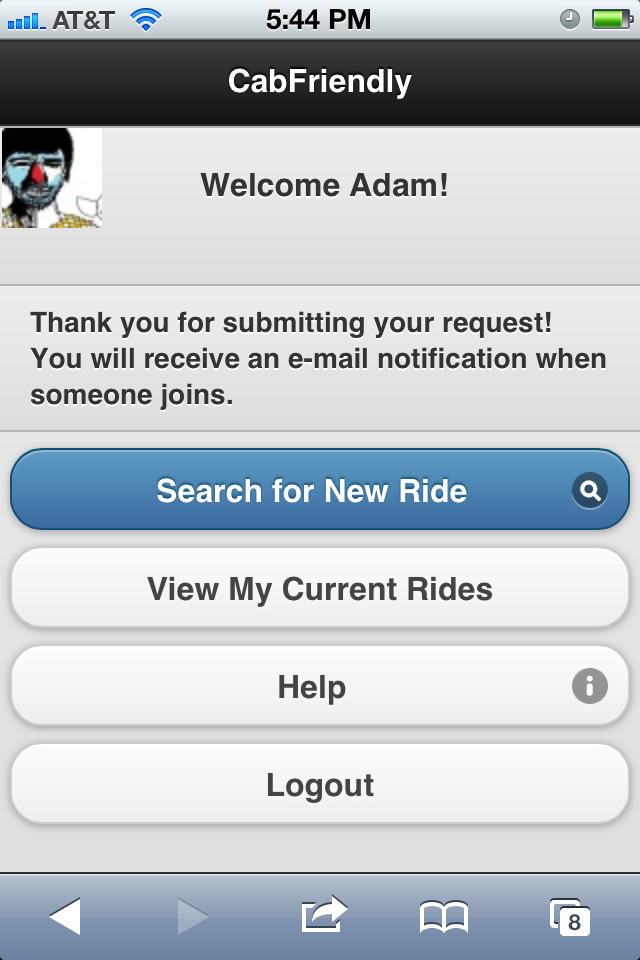 AT&T 5:44 PM
CabFriendly
Welcome Adam!
Thank you for submitting your request!
You will receive an e-mail notification when
someone joins.
Search for New Ride
View My Current Rides
Help
Logout
8